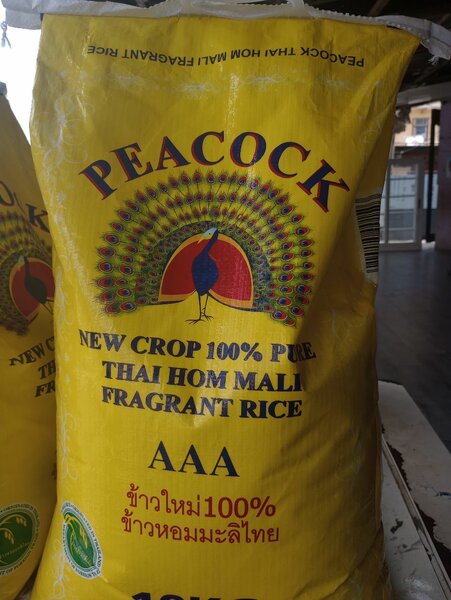 PEACOCK THAI HOM MALI FRAGRANT RICE
PEACOCK
NEW CROP 100% PURE
THAI HOM MALI
FRAGRANT RICE
AAA
ข้าวใหม่100%
ข้าวหอมมะลิไทย